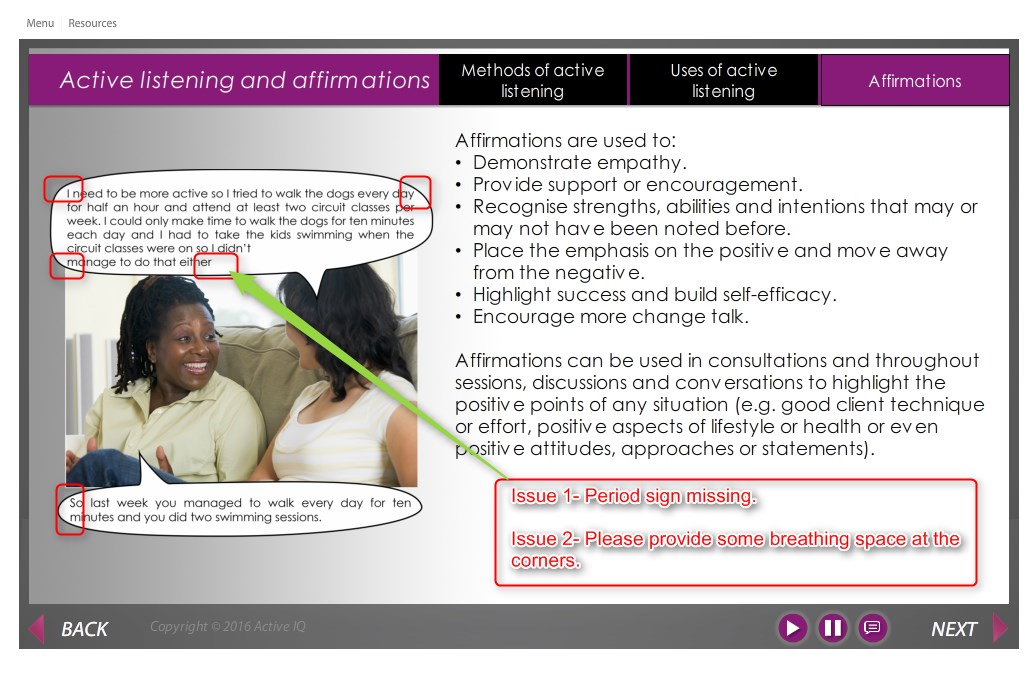 Menu Resources
Active listening and affirmations
Methods of active
listening
Uses of active
listening
Affirmations
I need to be more active so I tried to walk the dogs every day
for half an hour and attend at least two circuit classes per
week. I could only make time to walk the dogs for ten minutes
each day and I had to take the kids swimming when the
circuit classes were on so I didn't
manage to do that either
So last week you managed to walk every day for ten
minutes and you did two swimming sessions.
Affirmations are used to:
• Demonstrate empathy.
• Provide support or encouragement.
• Recognise strengths, abilities and intentions that may or
may not have been noted before.
• Place the emphasis on the positive and move away
from the negative.
• Highlight success and build self-efficacy.
• Encourage more change talk.
Affirmations can be used in consultations and throughout
sessions, discussions and conversations to highlight the
positive points of any situation (e.g. good client technique
or effort, positive aspects of lifestyle or health or even
positive attitudes, approaches or statements).
Issue 1- Period sign missing.
Issue 2- Please provide some breathing space at the
corners.
BACK
Copyright © 2016 Active IQ
NEXT